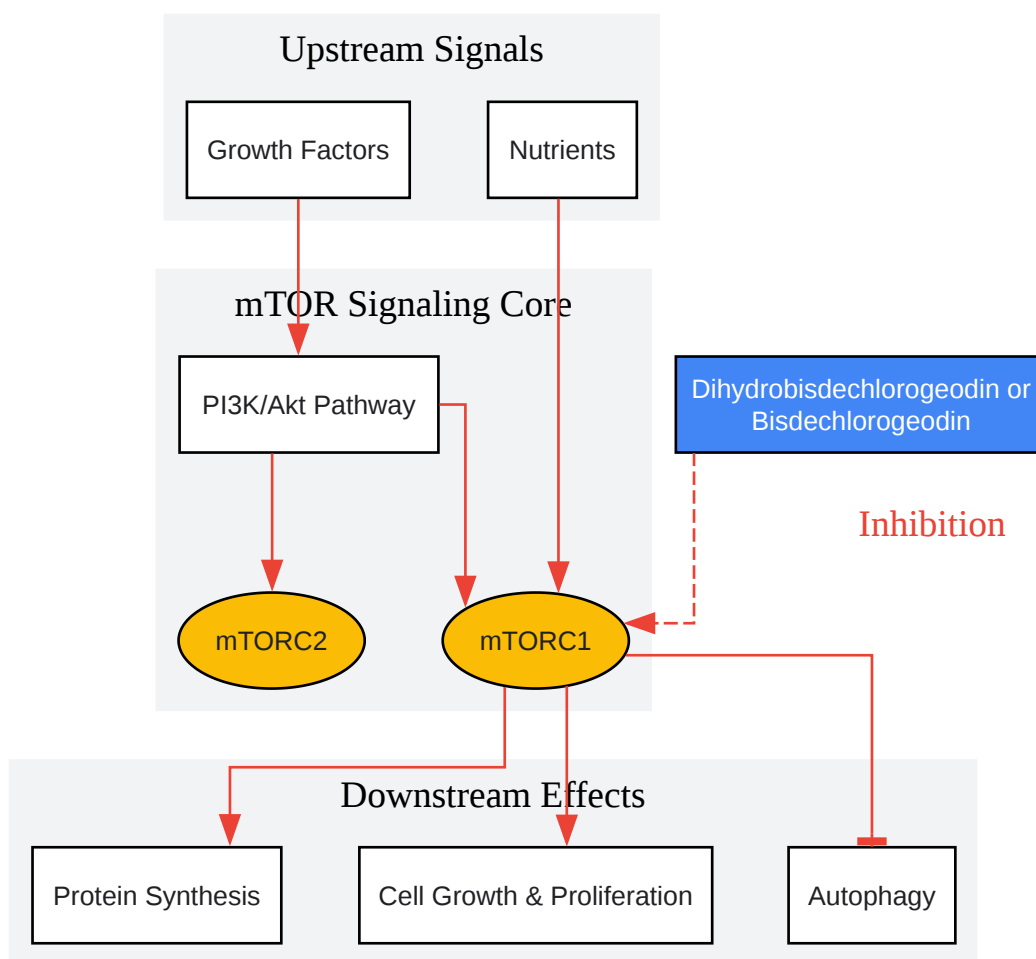 Upstream Signals
Growth Factors
Nutrients
mTOR Signaling Core
PI3K/Akt Pathway
Dihydrobisdechlorogeodin or
Bisdechlorogeodin
Inhibition
mTORC2
mTORC1
Downstream Effects
Protein Synthesis
Cell Growth & Proliferation
Autophagy